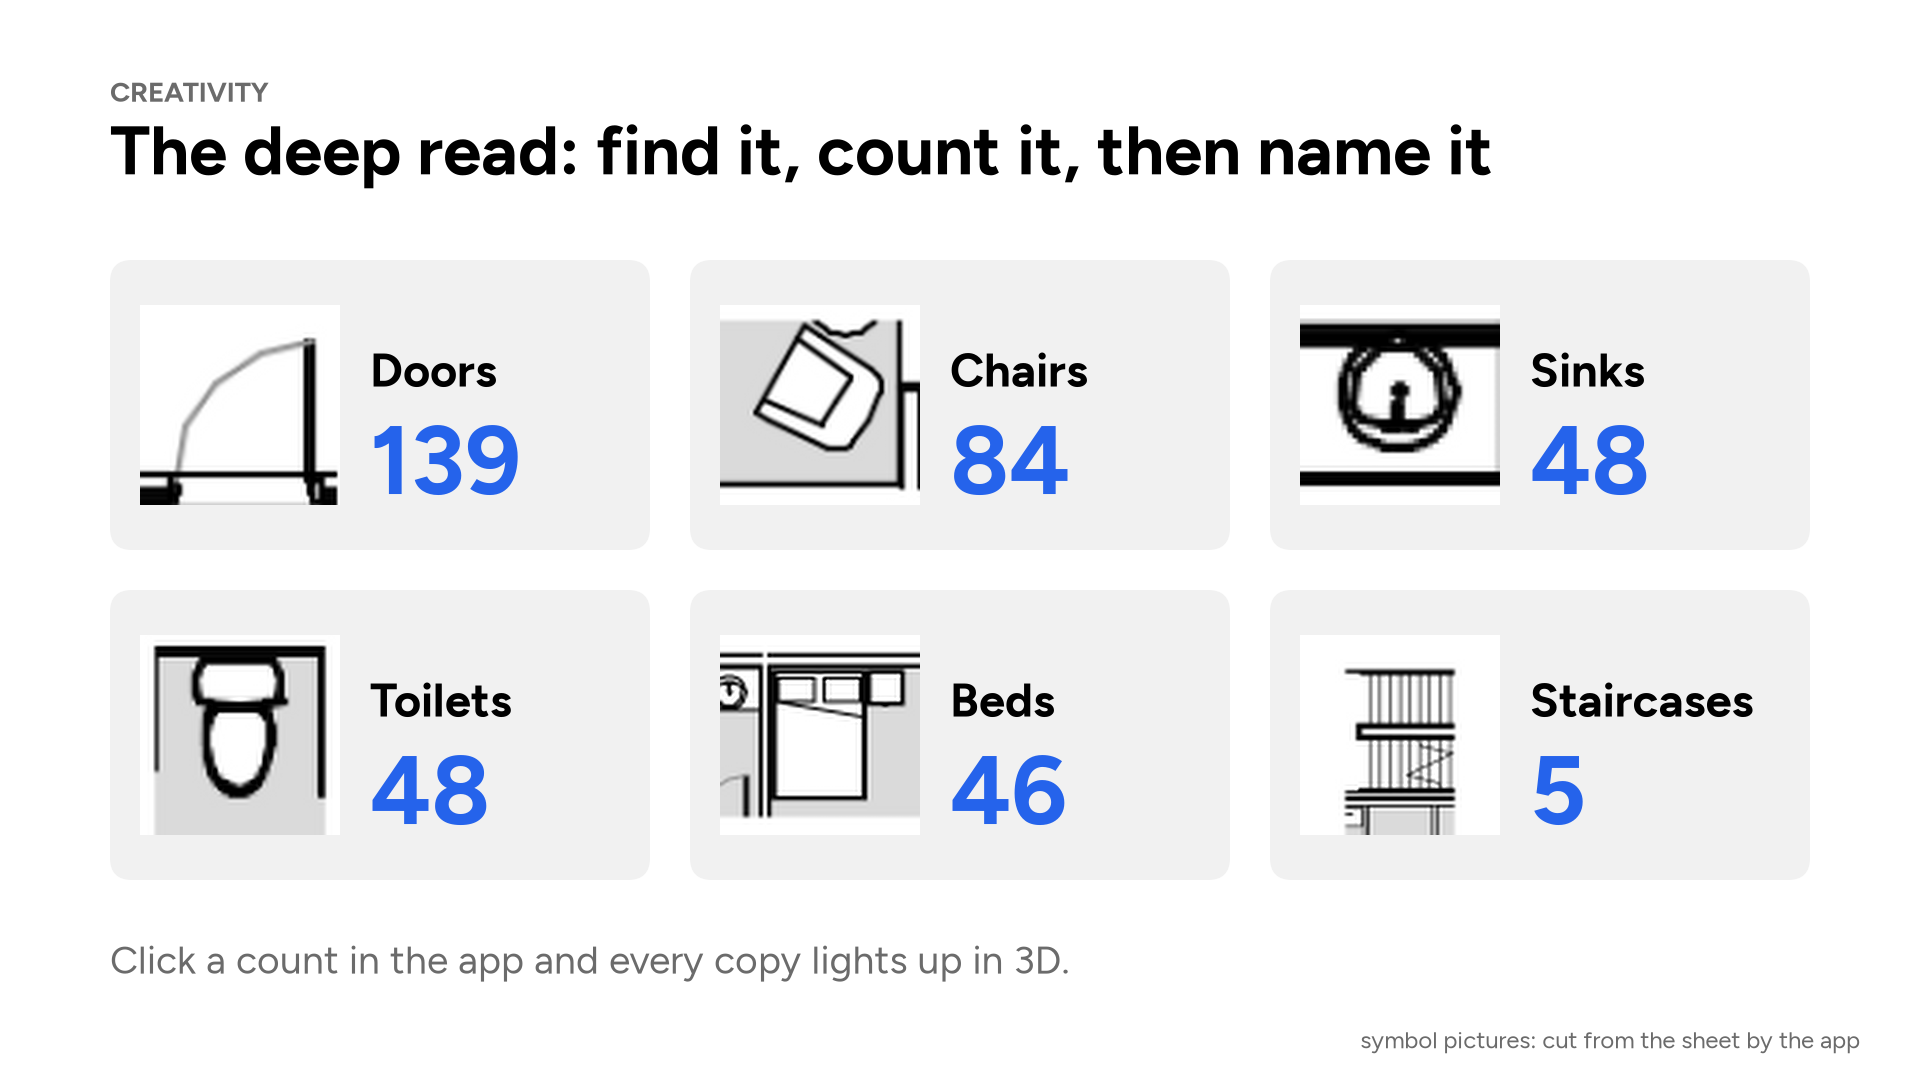 CREATIVITY
The deep read: find it, count it, then name it
Doors
139
Chairs
84
Sinks
48
Toilets
48
Beds
46
Staircases
5
Click a count in the app and every copy lights up in 3D.
symbol pictures: cut from the sheet by the app